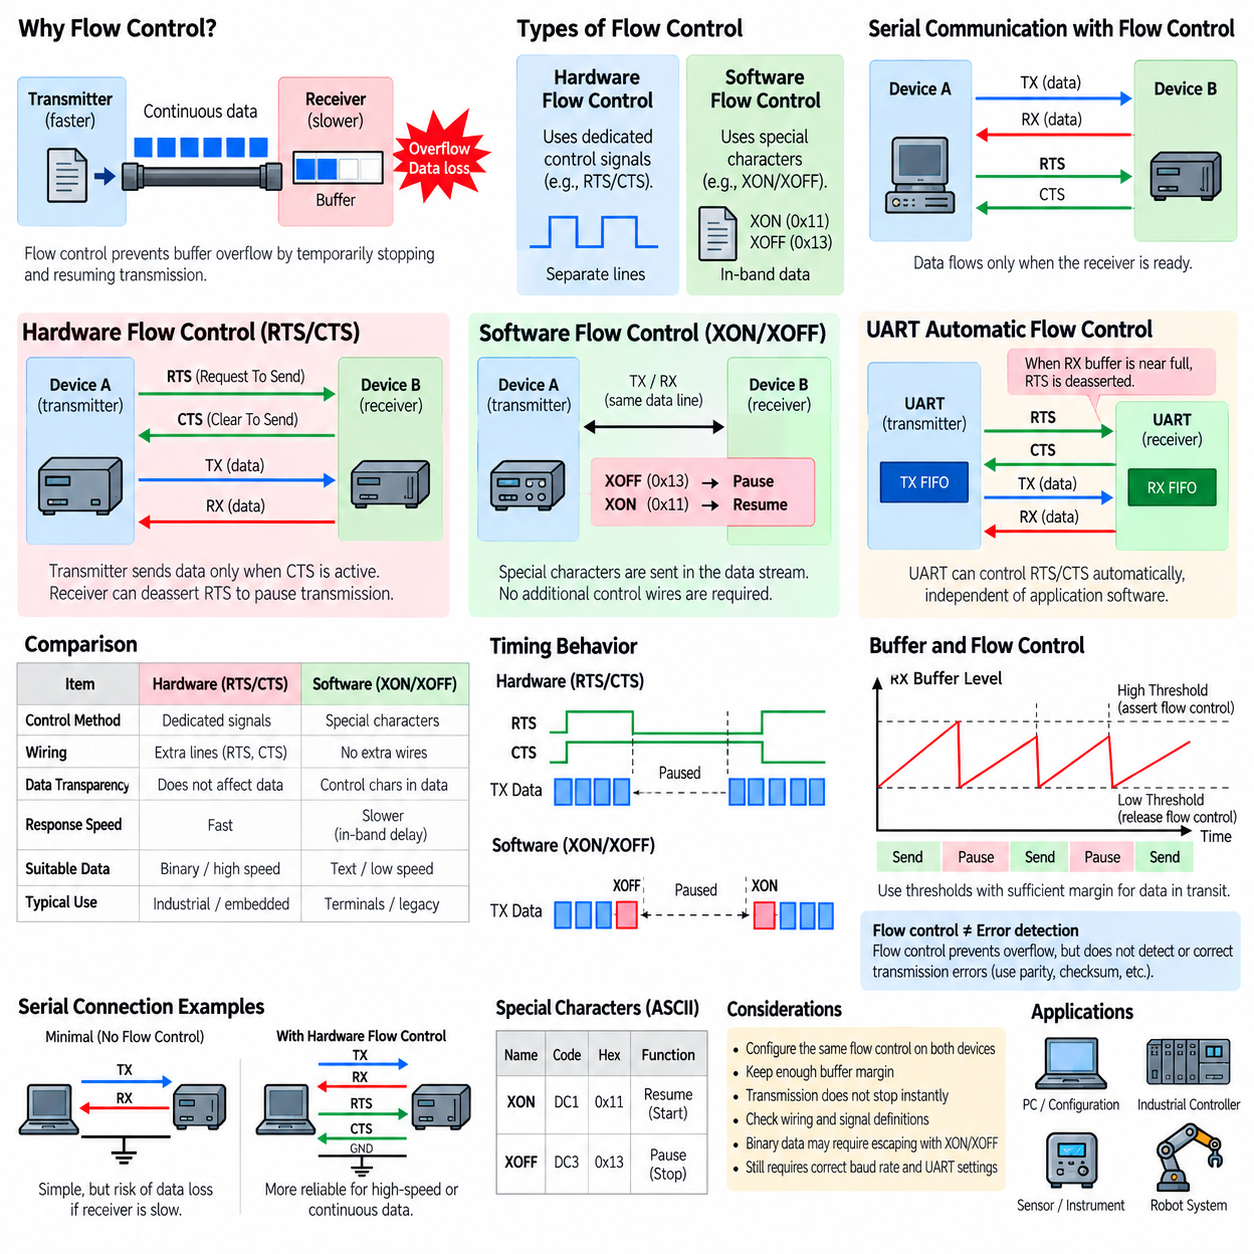 Why Flow Control?
Transmitter
(faster)
Continuous data
Receiver
(slower)
Overflow
Data loss
Buffer
Flow control prevents buffer overflow by temporarily stopping
and resuming transmission.
Types of Flow Control
Hardware
Flow Control
Uses dedicated
control signals
(e.g., RTS/CTS).
Separate lines
Software
Flow Control
Uses special
characters
(e.g., XON/XOFF).
XON (0x11)
XOFF (0x13)
In-band data
Serial Communication with Flow Control
Device A
TX (data)
RX (data)
RTS
CTS
Device B
Data flows only when the receiver is ready.
Hardware Flow Control (RTS/CTS)
Device A
(transmitter)
RTS (Request To Send)
CTS (Clear To Send)
TX (data)
RX (data)
Device B
(receiver)
Transmitter sends data only when CTS is active.
Receiver can deassert RTS to pause transmission.
Software Flow Control (XON/XOFF)
Device A
(transmitter)
TX / RX
(same data line)
Device B
(receiver)
XOFF (0x13) → Pause
XON (0x11) → Resume
Special characters are sent in the data stream.
No additional control wires are required.
UART Automatic Flow Control
When RX buffer is near full,
RTS is deasserted.
UART
(transmitter)
TX FIFO
RTS
CTS
TX (data)
RX (data)
UART
(receiver)
RX FIFO
UART can control RTS/CTS automatically,
independent of application software.
Comparison
Item Hardware (RTS/CTS) Software (XON/XOFF)
Control Method Dedicated signals Special characters
Wiring Extra lines (RTS, CTS) No extra wires
Data Transparency Does not affect data Control chars in data
Response Speed Fast Slower
(in-band delay)
Suitable Data Binary / high speed Text / low speed
Typical Use Industrial / embedded Terminals / legacy
Timing Behavior
Hardware (RTS/CTS)
RTS
CTS
TX Data
Paused
Software (XON/XOFF)
XOFF
Paused
XON
TX Data
Buffer and Flow Control
RX Buffer Level
High Threshold
(assert flow control)
Low Threshold
(release flow control)
Time
Send Pause Send Pause Send
Use thresholds with sufficient margin for data in transit.
Flow control ≠ Error detection
Flow control prevents overflow, but does not detect or correct
transmission errors (use parity, checksum, etc.).
Serial Connection Examples
Minimal (No Flow Control)
TX
RX
Simple, but risk of data loss
if receiver is slow.
With Hardware Flow Control
TX
RX
RTS
CTS
GND
More reliable for high-speed or
continuous data.
Special Characters (ASCII)
Name Code Hex Function
XON DC1 0x11 Resume
(Start)
XOFF DC3 0x13 Pause
(Stop)
Considerations
• Configure the same flow control on both devices
• Keep enough buffer margin
• Transmission does not stop instantly
• Check wiring and signal definitions
• Binary data may require escaping with XON/XOFF
• Still requires correct baud rate and UART settings
Applications
PC / Configuration
Industrial Controller
Sensor / Instrument
Robot System